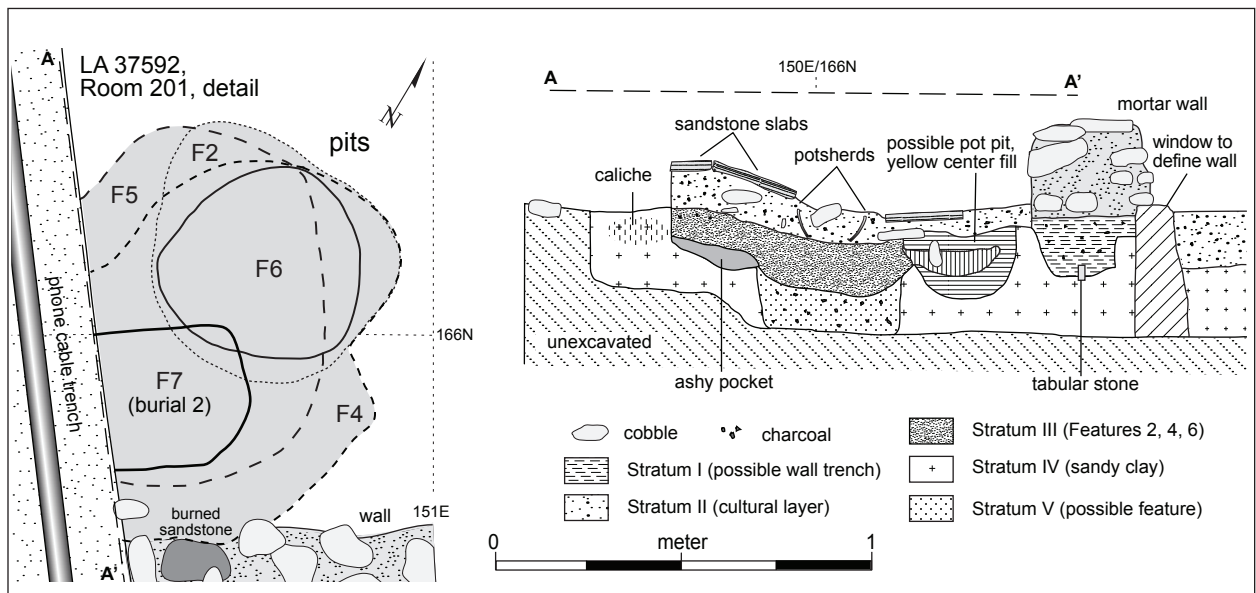 A
LA 37592,
Room 201, detail
N
pits
F2
F5
F6
phone cable trench
166N
F7
(burial 2)
F4
burned
sandstone
wall
151E
A'
150E/166N
A
A'
mortar wall
sandstone slabs
potsherds
possible pot pit,
yellow center fill
window to
define wall
caliche
unexcavated
ashy pocket
tabular stone
cobble
charcoal
Stratum I (possible wall trench)
Stratum II (cultural layer)
Stratum III (Features 2, 4, 6)
Stratum IV (sandy clay)
Stratum V (possible feature)
0 meter 1